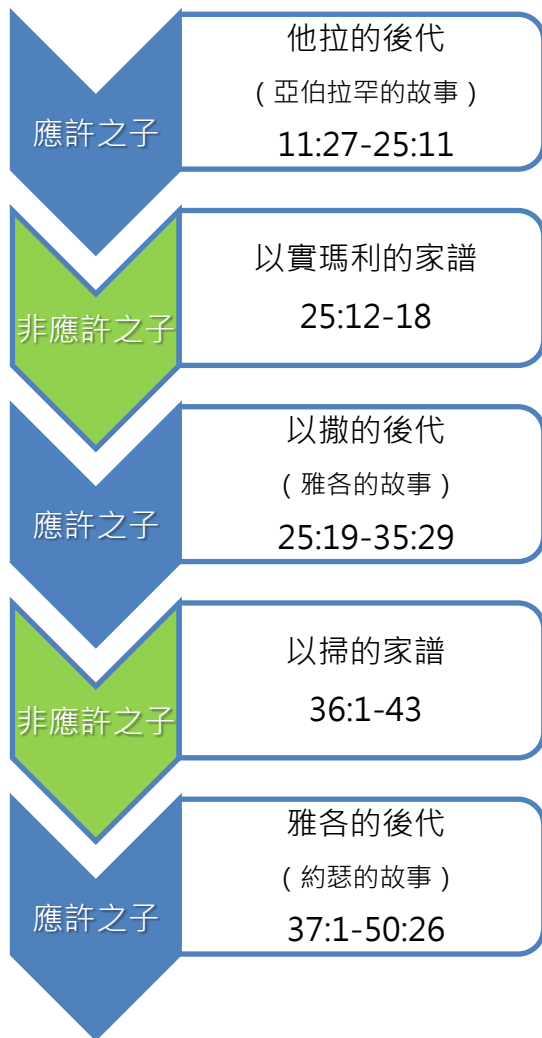 應許之子
他拉的後代
（亞伯拉罕的故事）
11:27-25:11
非應許之子
以實瑪利的家譜
25:12-18
應許之子
以撒的後代
（雅各的故事）
25:19-35:29
非應許之子
以掃的家譜
36:1-43
應許之子
雅各的後代
（約瑟的故事）
37:1-50:26